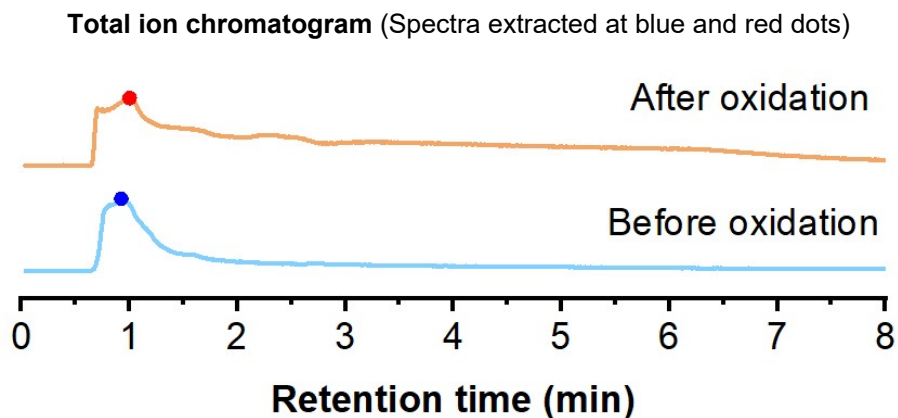 Total ion chromatogram (Spectra extracted at blue and red dots)
After oxidation
Before oxidation
0 1 2 3 4 5 6 7 8
Retention time (min)